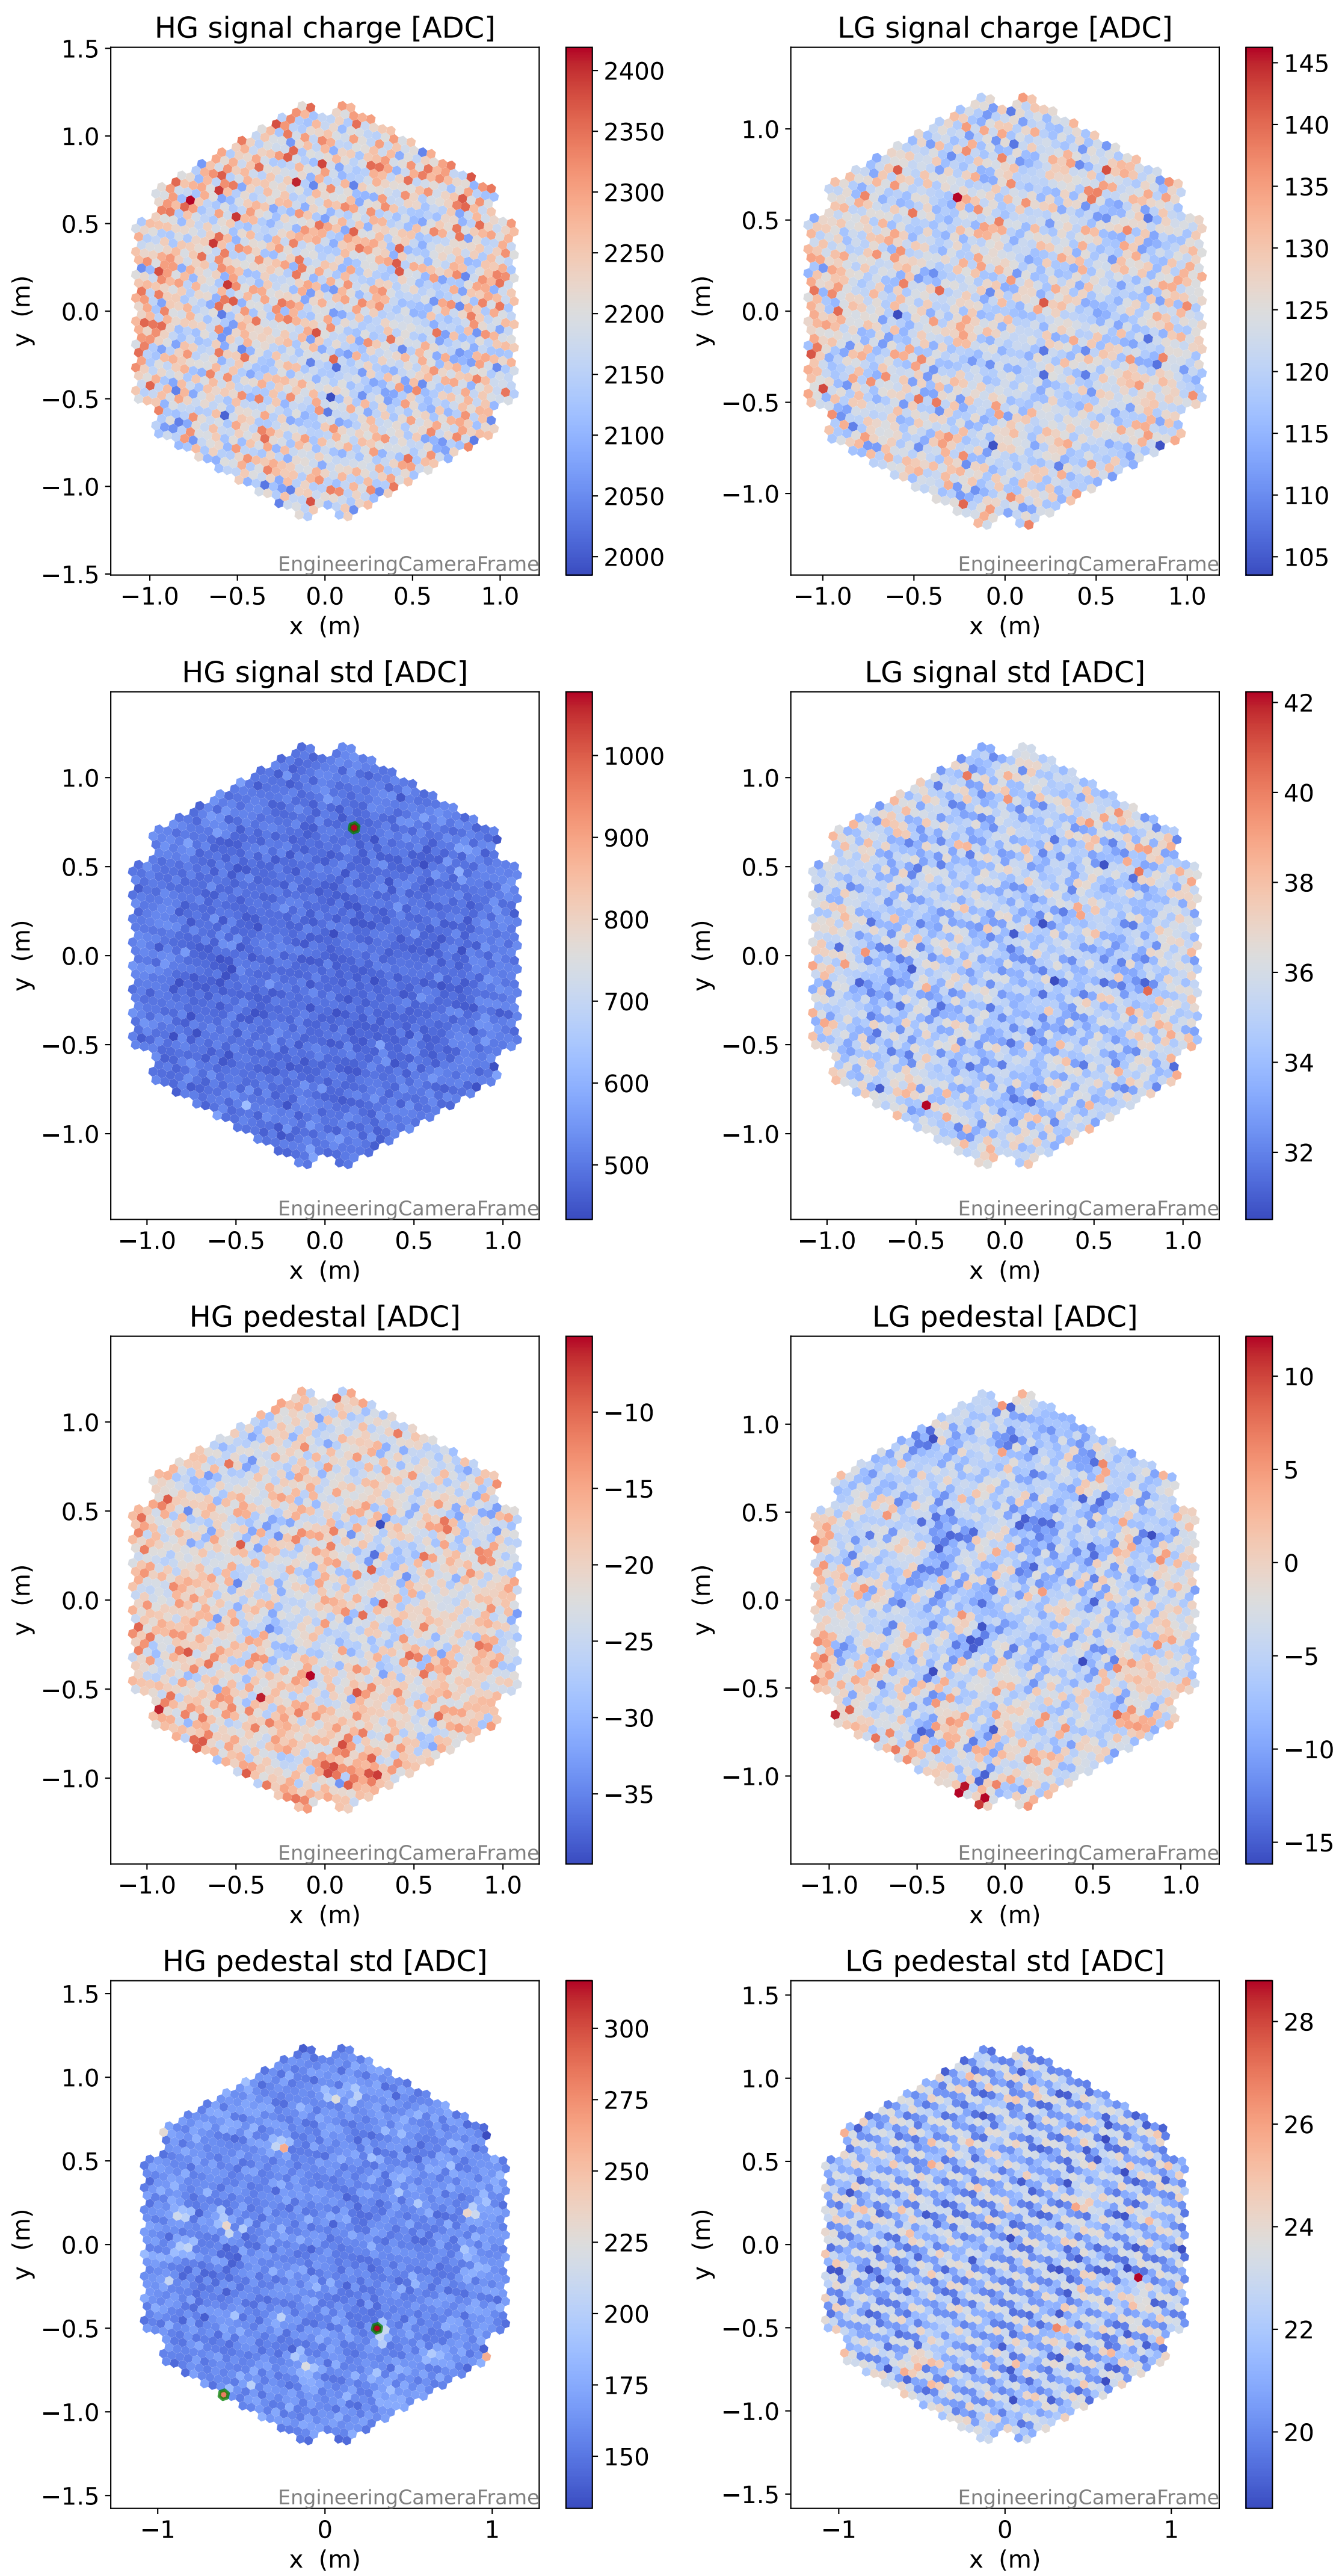 HG signal charge [ADC]
LG signal charge [ADC]
1.5
1.0
0.5
0.0
−0.5
−1.0
−1.5
y (m)
−1.0 −0.5 0.0 0.5 1.0
x (m)
EngineeringCameraFrame
2400
2350
2300
2250
2200
2150
2100
2050
2000
1.0
0.5
0.0
−0.5
−1.0
y (m)
−1.0 −0.5 0.0 0.5 1.0
x (m)
EngineeringCameraFrame
145
140
135
130
125
120
115
110
105
HG signal std [ADC]
LG signal std [ADC]
1.0
0.5
0.0
−0.5
−1.0
y (m)
−1.0 −0.5 0.0 0.5 1.0
x (m)
EngineeringCameraFrame
1000
900
800
700
600
500
1.0
0.5
0.0
−0.5
−1.0
y (m)
−1.0 −0.5 0.0 0.5 1.0
x (m)
EngineeringCameraFrame
42
40
38
36
34
32
HG pedestal [ADC]
LG pedestal [ADC]
1.0
0.5
0.0
−0.5
−1.0
y (m)
−1.0 −0.5 0.0 0.5 1.0
x (m)
EngineeringCameraFrame
−10
−15
−20
−25
−30
−35
1.0
0.5
0.0
−0.5
−1.0
y (m)
−1.0 −0.5 0.0 0.5 1.0
x (m)
EngineeringCameraFrame
10
5
0
−5
−10
−15
HG pedestal std [ADC]
LG pedestal std [ADC]
1.5
1.0
0.5
0.0
−0.5
−1.0
−1.5
y (m)
−1 0 1
x (m)
EngineeringCameraFrame
300
275
250
225
200
175
150
1.5
1.0
0.5
0.0
−0.5
−1.0
−1.5
y (m)
−1 0 1
x (m)
EngineeringCameraFrame
28
26
24
22
20